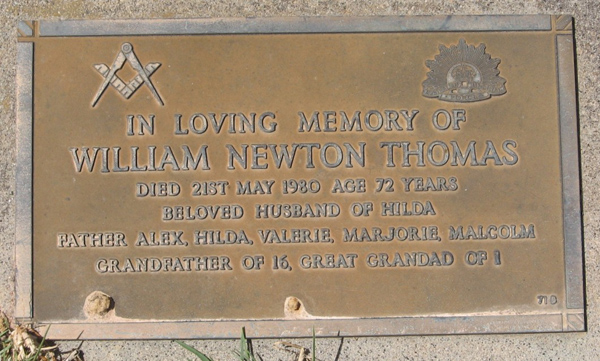 IN LOVING MEMORY OF
WILLIAM NEWTON THOMAS
DIED 21ST MAY 1980 AGE 72 YEARS
BELOVED HUSBAND OF HILDA
FATHER ALEX, HILDA, VALERIE, MARJORIE, MALCOLM
GRANDFATHER OF 16, GREAT GRANDAD OF 1